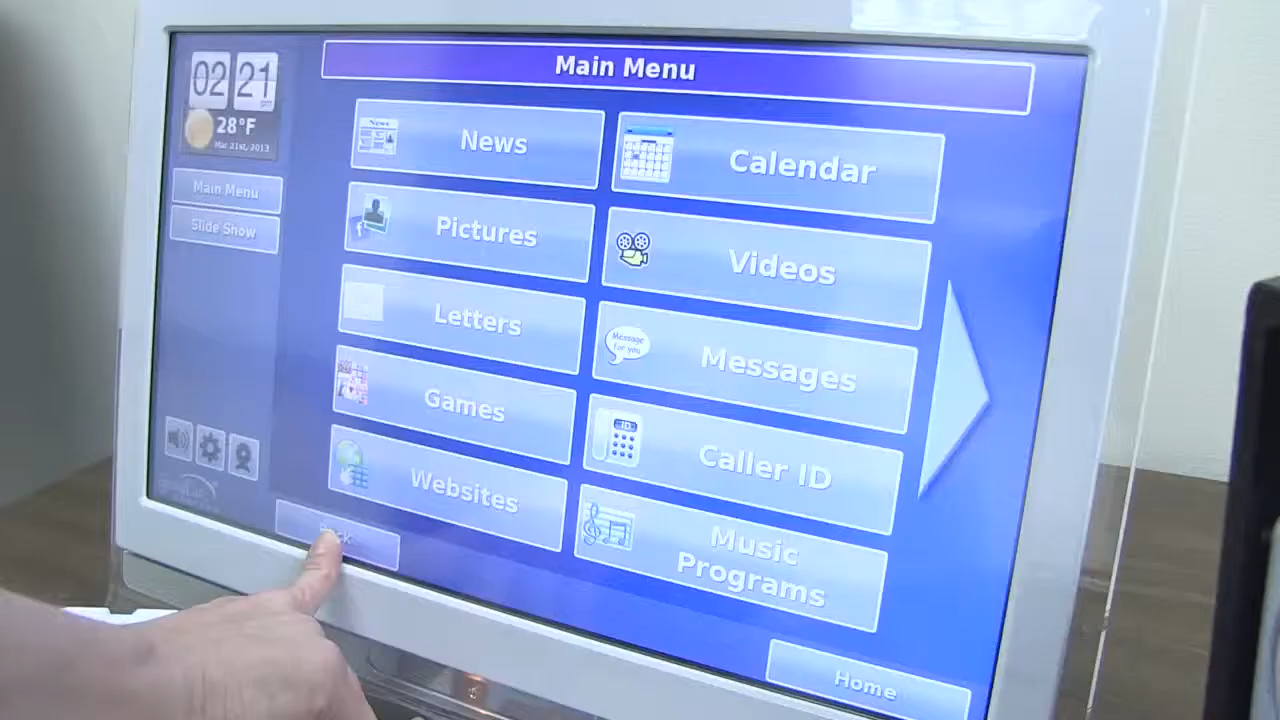 Main Menu
02 21
pm
28°F
Mar 21st, 2013
Main Menu
Slide Show
News
News
Calendar
Pictures
Videos
Letters
Message
for you
Messages
Games
ID
Caller ID
Websites
Music
Programs
Home